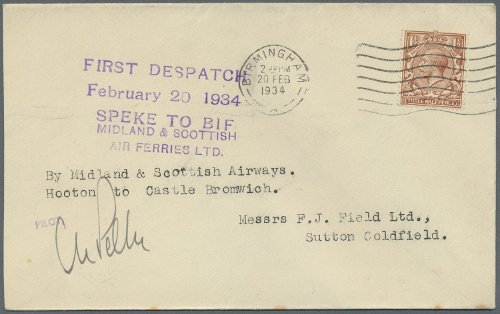 FIRST DESPATCH
February 20 1934
SPEKE TO BIF
MIDLAND & SCOTTISH
AIR FERRIES LTD.
BIRMINGHAM
20 FEB
1934
By Midland & Scottish Airways.
Hooton to Castle Bromwich.
PILOT
Messrs F.J. Field Ltd.,
Sutton Coldfield.